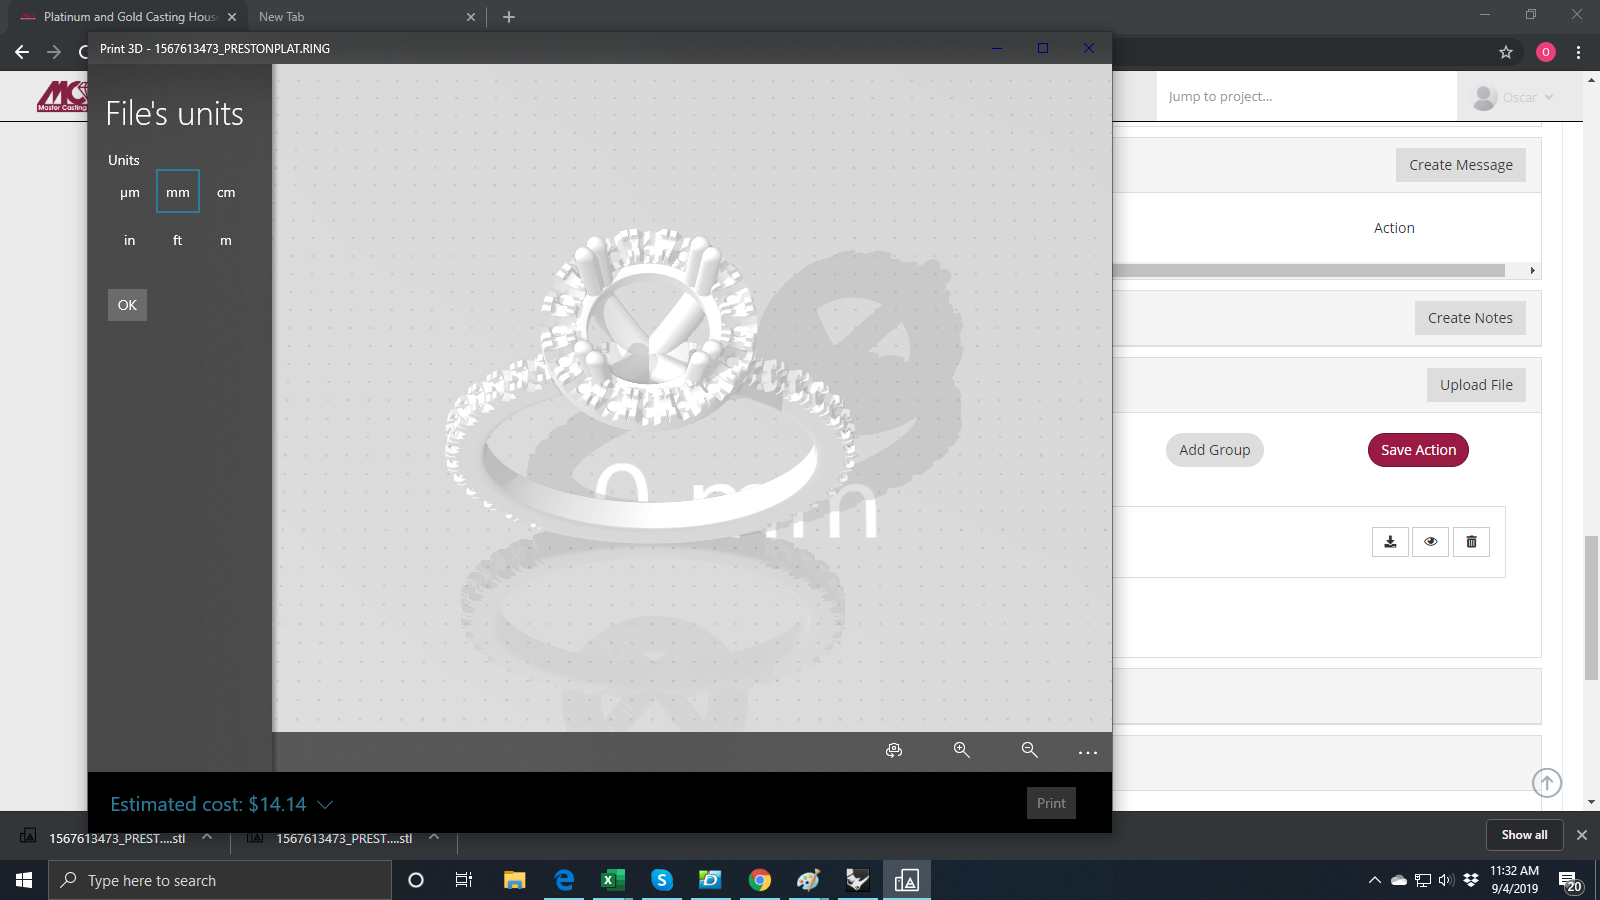 Platinum and Gold Casting Hous
New Tab
Print 3D - 1567613473_PRESTONPLAT.RING
O
MC
Master Casting
Jump to project...
Oscar
File's units
Units
µm mm cm
in ft m
OK
Create Message
Action
Create Notes
Upload File
Add Group
Save Action
0 mm
Estimated cost: $14.14
Print
1567613473_PREST....stl
1567613473_PREST....stl
Show all
Type here to search
11:32 AM
9/4/2019
20